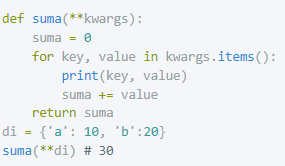 def suma(**kwargs):
    suma = 0
    for key, value in kwargs.items():
        print(key, value)
        suma += value
    return suma
di = {'a': 10, 'b':20}
suma(**di) # 30